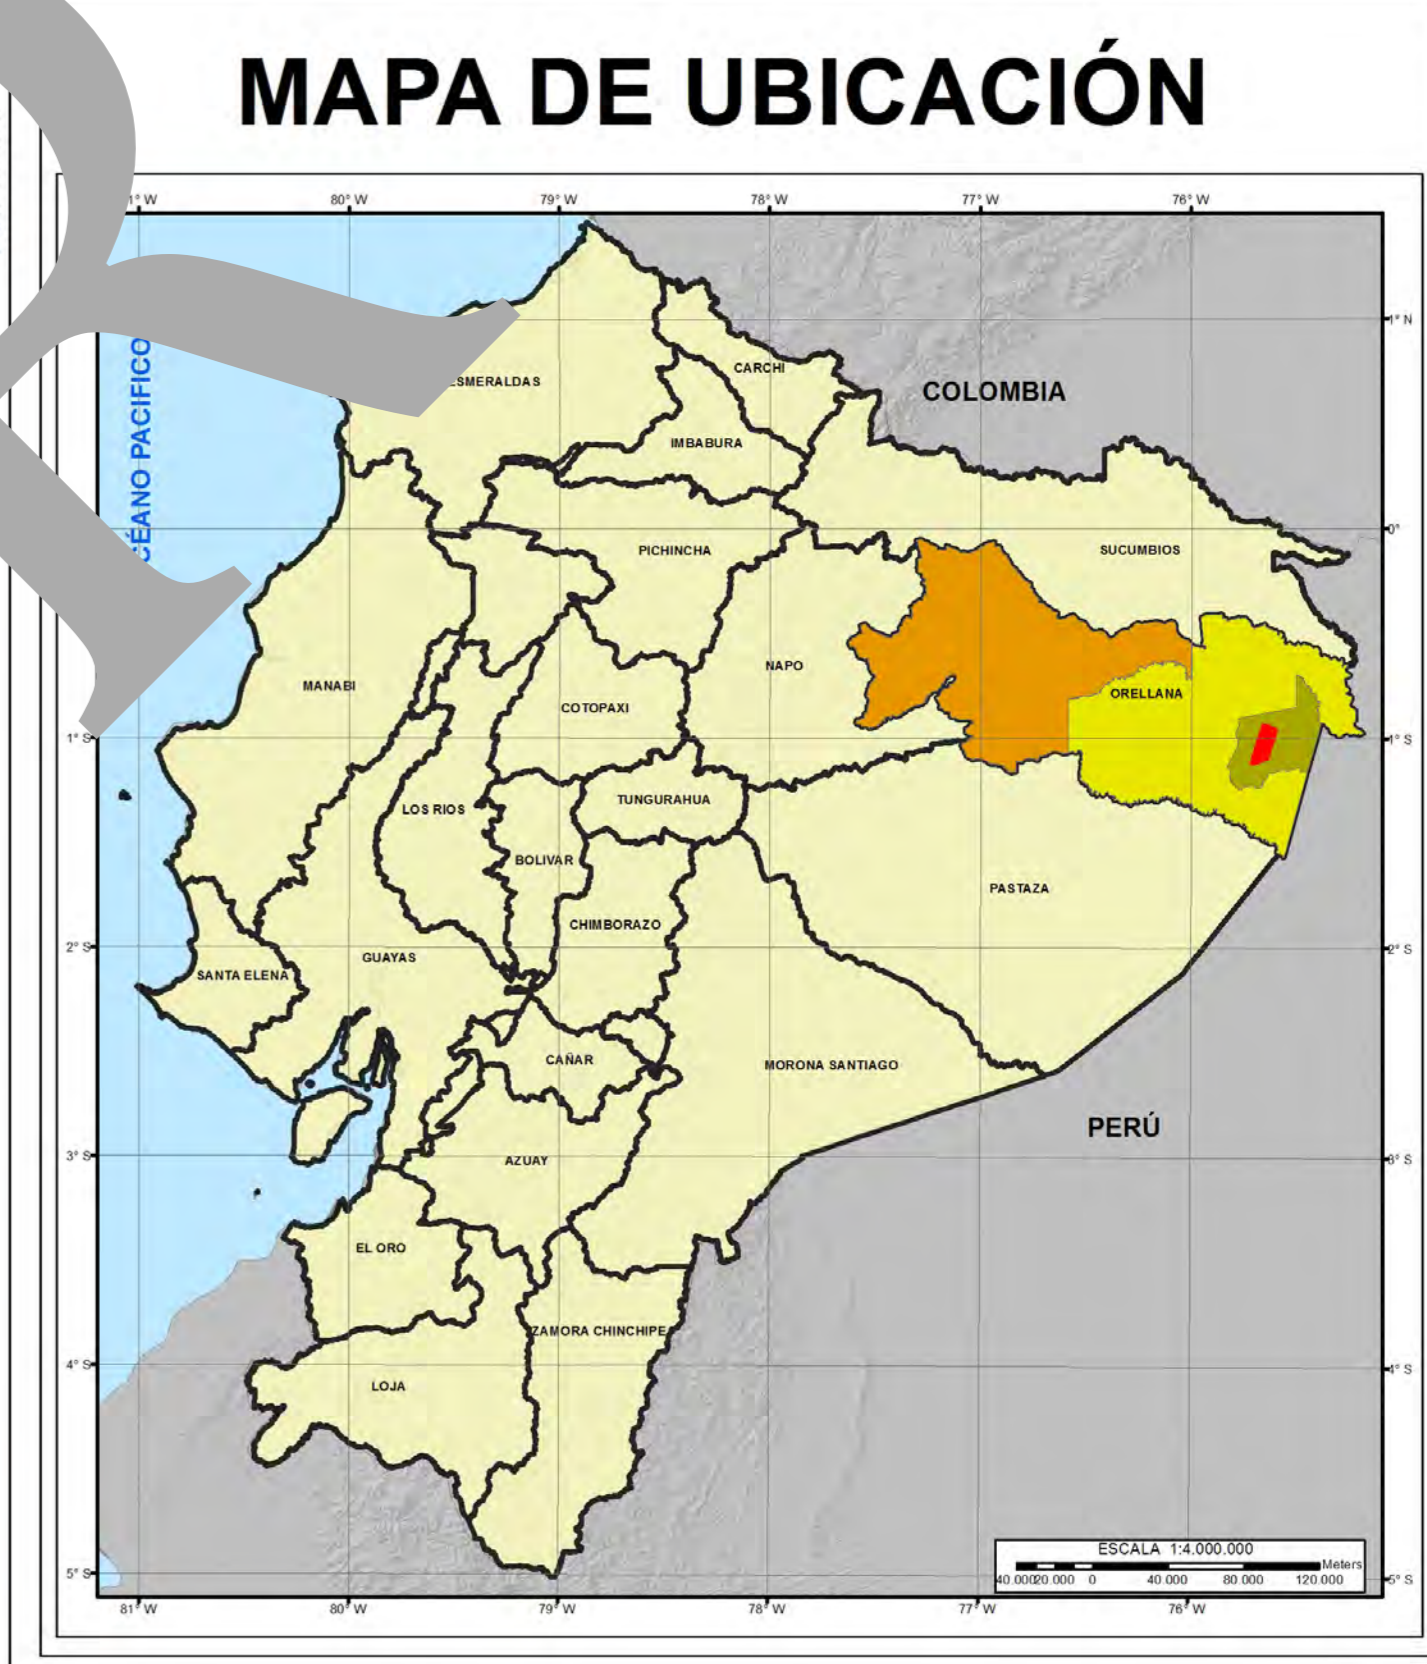 MAPA DE UBICACIÓN
1° W 80° W 79° W 78° W 77° W 76° W
1° N
OCÉANO PACIFICO
COLOMBIA
CARCHI
ESMERALDAS
IMBABURA
0°
PICHINCHA
SUCUMBIOS
NAPO
MANABI
ORELLANA
COTOPAXI
1° S 1° S
TUNGURAHUA
LOS RIOS
BOLIVAR
PASTAZA
CHIMBORAZO
2° S 2° S
GUAYAS
SANTA ELENA
CAÑAR
MORONA SANTIAGO
PERÚ
3° S 3° S
AZUAY
EL ORO
ZAMORA CHINCHIPE
4° S 4° S
LOJA
ESCALA 1:4.000.000
Meters
40.000 20.000 0 40.000 80.000 120.000
5° S 5° S
81° W 80° W 79° W 78° W 77° W 76° W